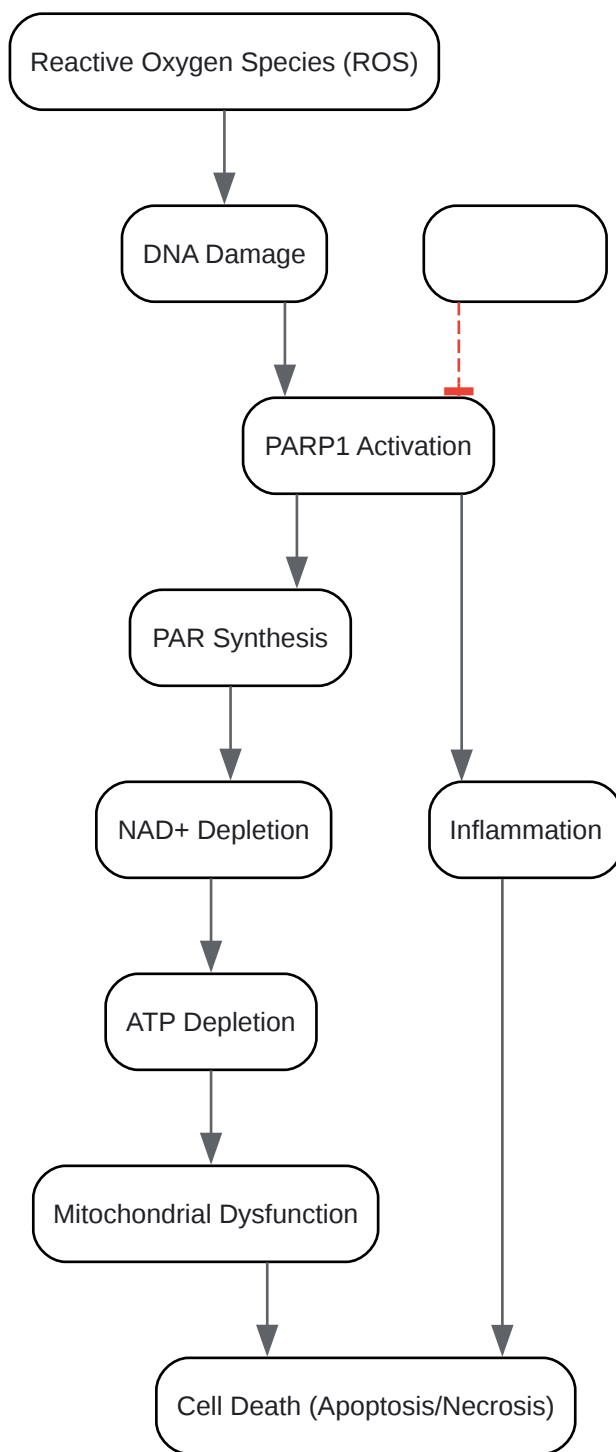 Reactive Oxygen Species (ROS)
DNA Damage
PARP1 Activation
PAR Synthesis
NAD+ Depletion
Inflammation
ATP Depletion
Mitochondrial Dysfunction
Cell Death (Apoptosis/Necrosis)